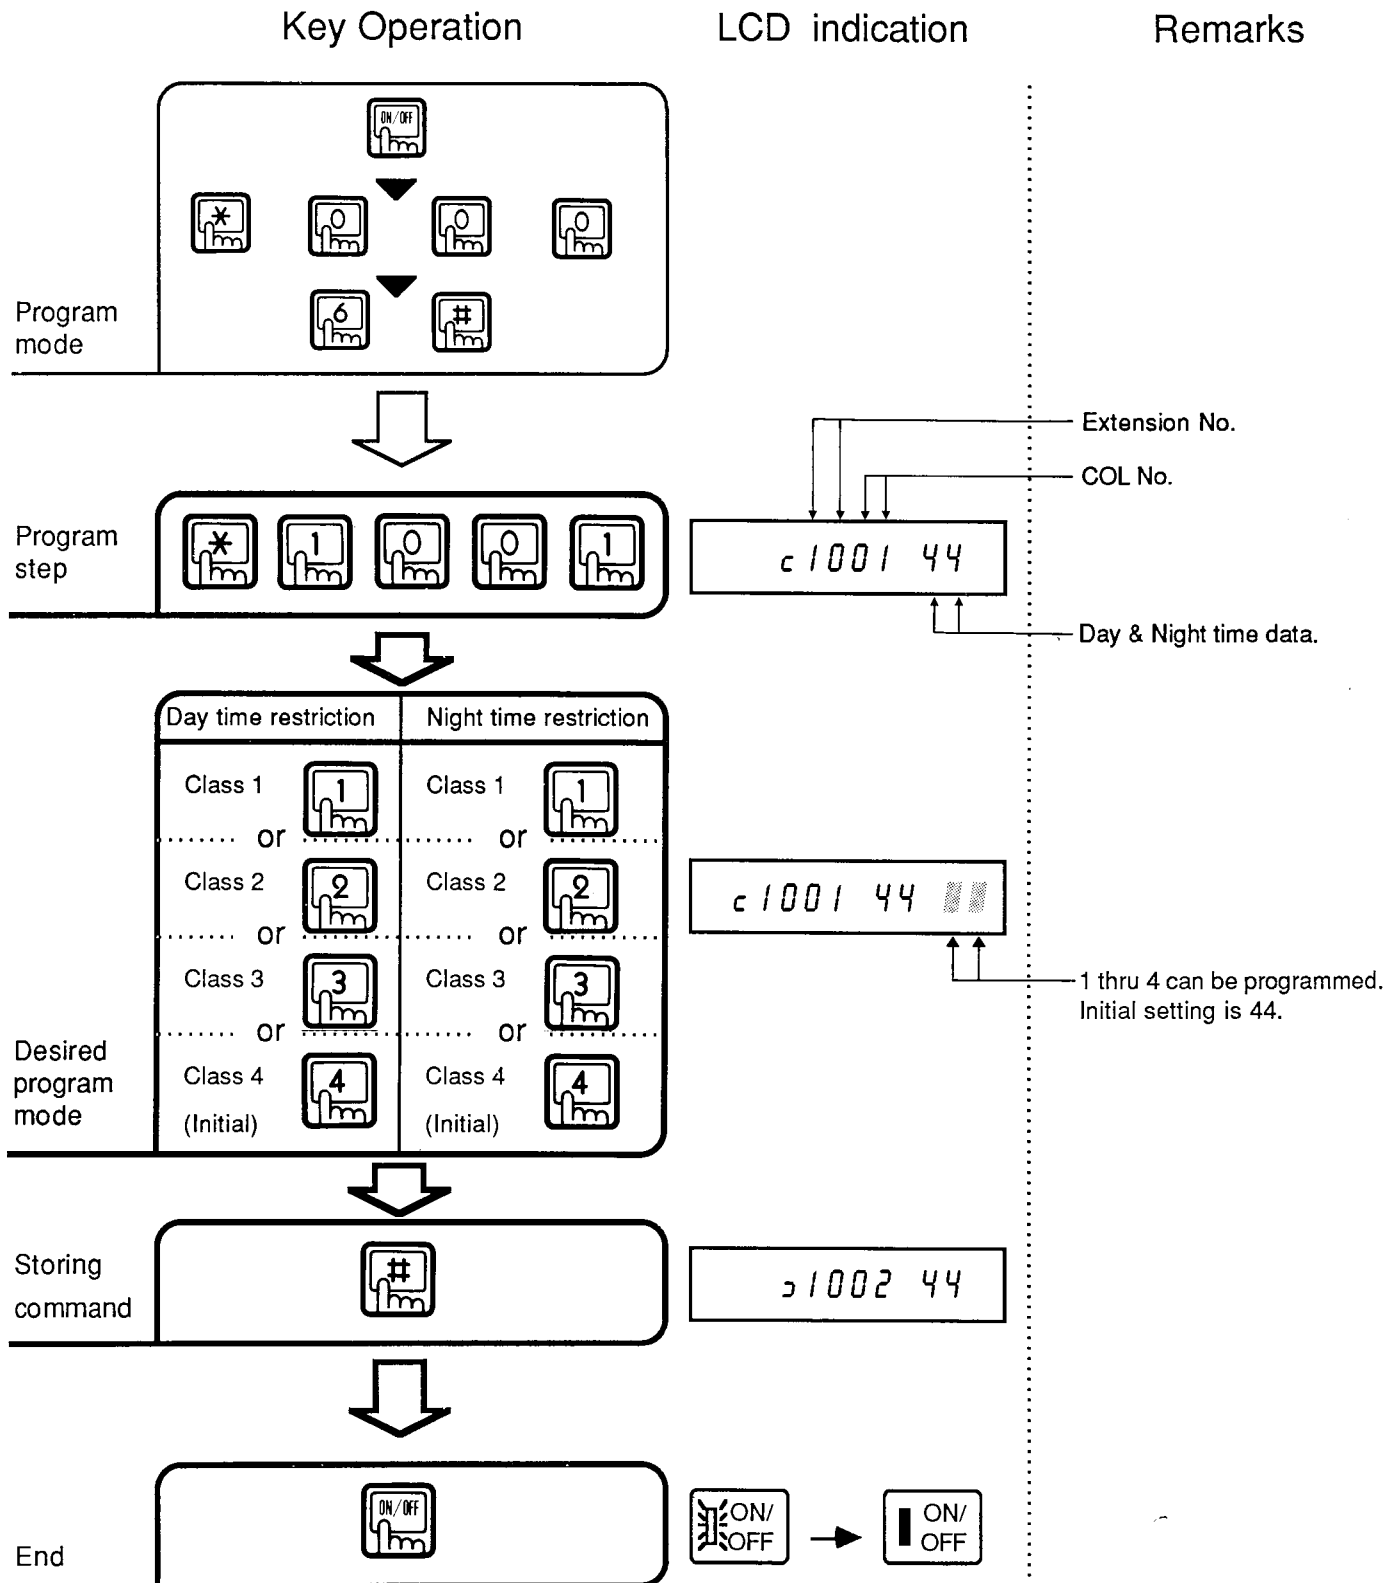 Key Operation LCD indication Remarks
ON/OFF
* 0 0 0
6 #
Program
mode
Extension No.
COL No.
Program
step
* 1 0 0 1
c1001 44
Day & Night time data.
Day time restriction Night time restriction
Class 1 1 Class 1 1
or or
Class 2 2 Class 2 2
or or
Class 3 3 Class 3 3
or or
Class 4 4 Class 4 4
(Initial) (Initial)
c1001 44
1 thru 4 can be programmed.
Initial setting is 44.
Desired
program
mode
Storing
command
#
ɔ1002 44
End
ON/OFF
ON/
OFF
ON/
OFF